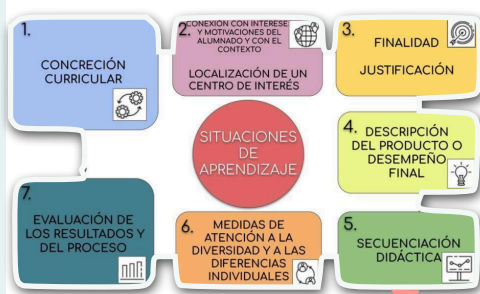 1.
CONCRECIÓN
CURRICULAR
2.
CONEXIÓN CON INTERESE
Y MOTIVACIONES DEL
ALUMNADO Y CON EL
CONTEXTO
LOCALIZACIÓN DE UN
CENTRO DE INTERÉS
3.
FINALIDAD
JUSTIFICACIÓN
SITUACIONES
DE
APRENDIZAJE
4. DESCRIPCIÓN
DEL PRODUCTO O
DESEMPEÑO
FINAL
5.
SECUENCIACIÓN
DIDÁCTICA
6. MEDIDAS DE
ATENCIÓN A LA
DIVERSIDAD Y A LAS
DIFERENCIAS
INDIVIDUALES
7.
EVALUACIÓN DE
LOS RESULTADOS Y
DEL PROCESO